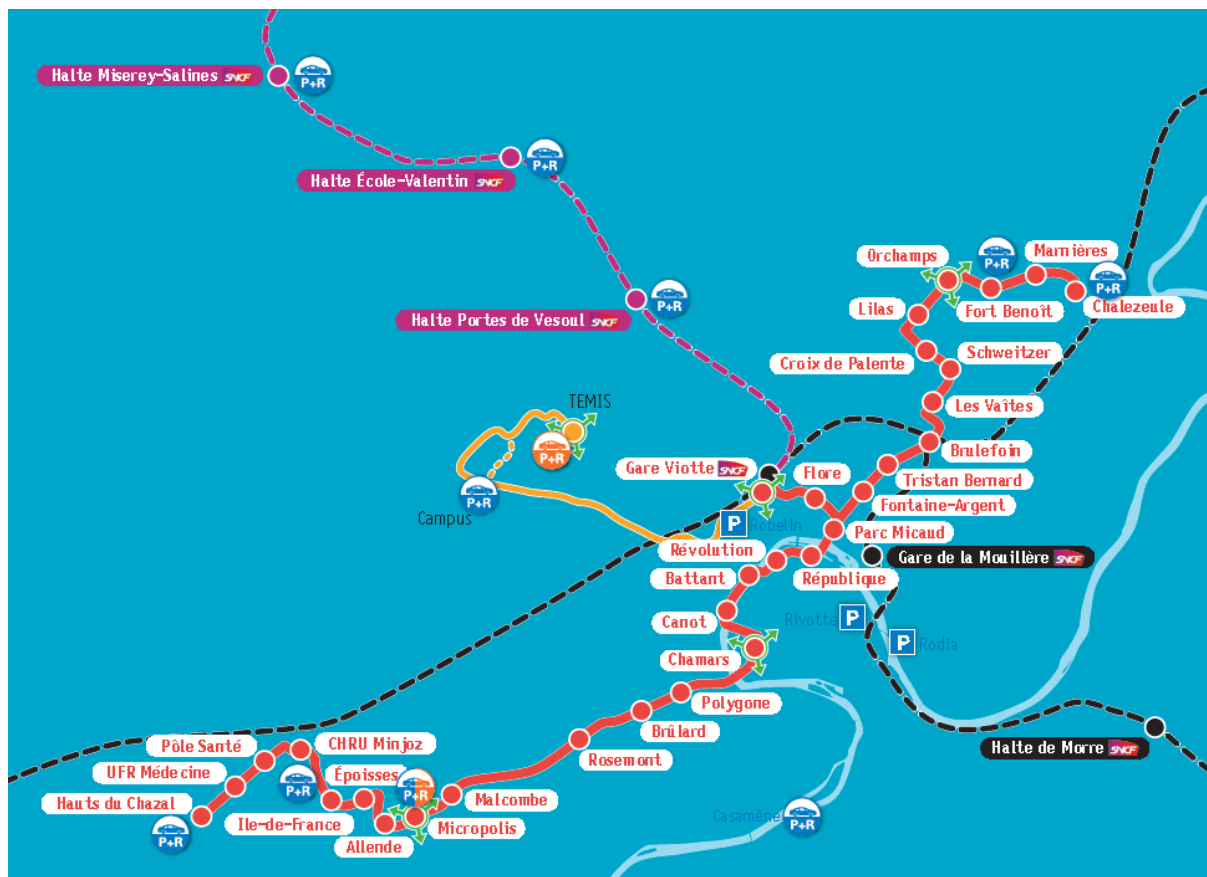 Halte Miserey-Salines SNCF
P+R
Halte École-Valentin SNCF
P+R
Halte Portes de Vesoul SNCF
P+R
Orchamps
P+R
Marnières
P+R
Lilas
Fort Benoît
Chalezeule
Croix de Palente
Schweitzer
Les Vaîtes
TEMIS
P+R
Campus
P+R
Gare Viotte SNCF
Flore
Brulefoin
Tristan Bernard
Fontaine-Argent
P
Robelin
Parc Micaud
Révolution
Gare de la Mouillère SNCF
Battant
République
Canot
Rivotte
P
P
Rodia
Chamars
Polygone
Brûlard
Rosemont
Halte de Morre SNCF
Pôle Santé
CHRU Minjoz
UFR Médecine
Époisses
P+R
P+R
Hauts du Chazal
P+R
Malcombe
Ile-de-France
Micropolis
Allende
Casamène
P+R